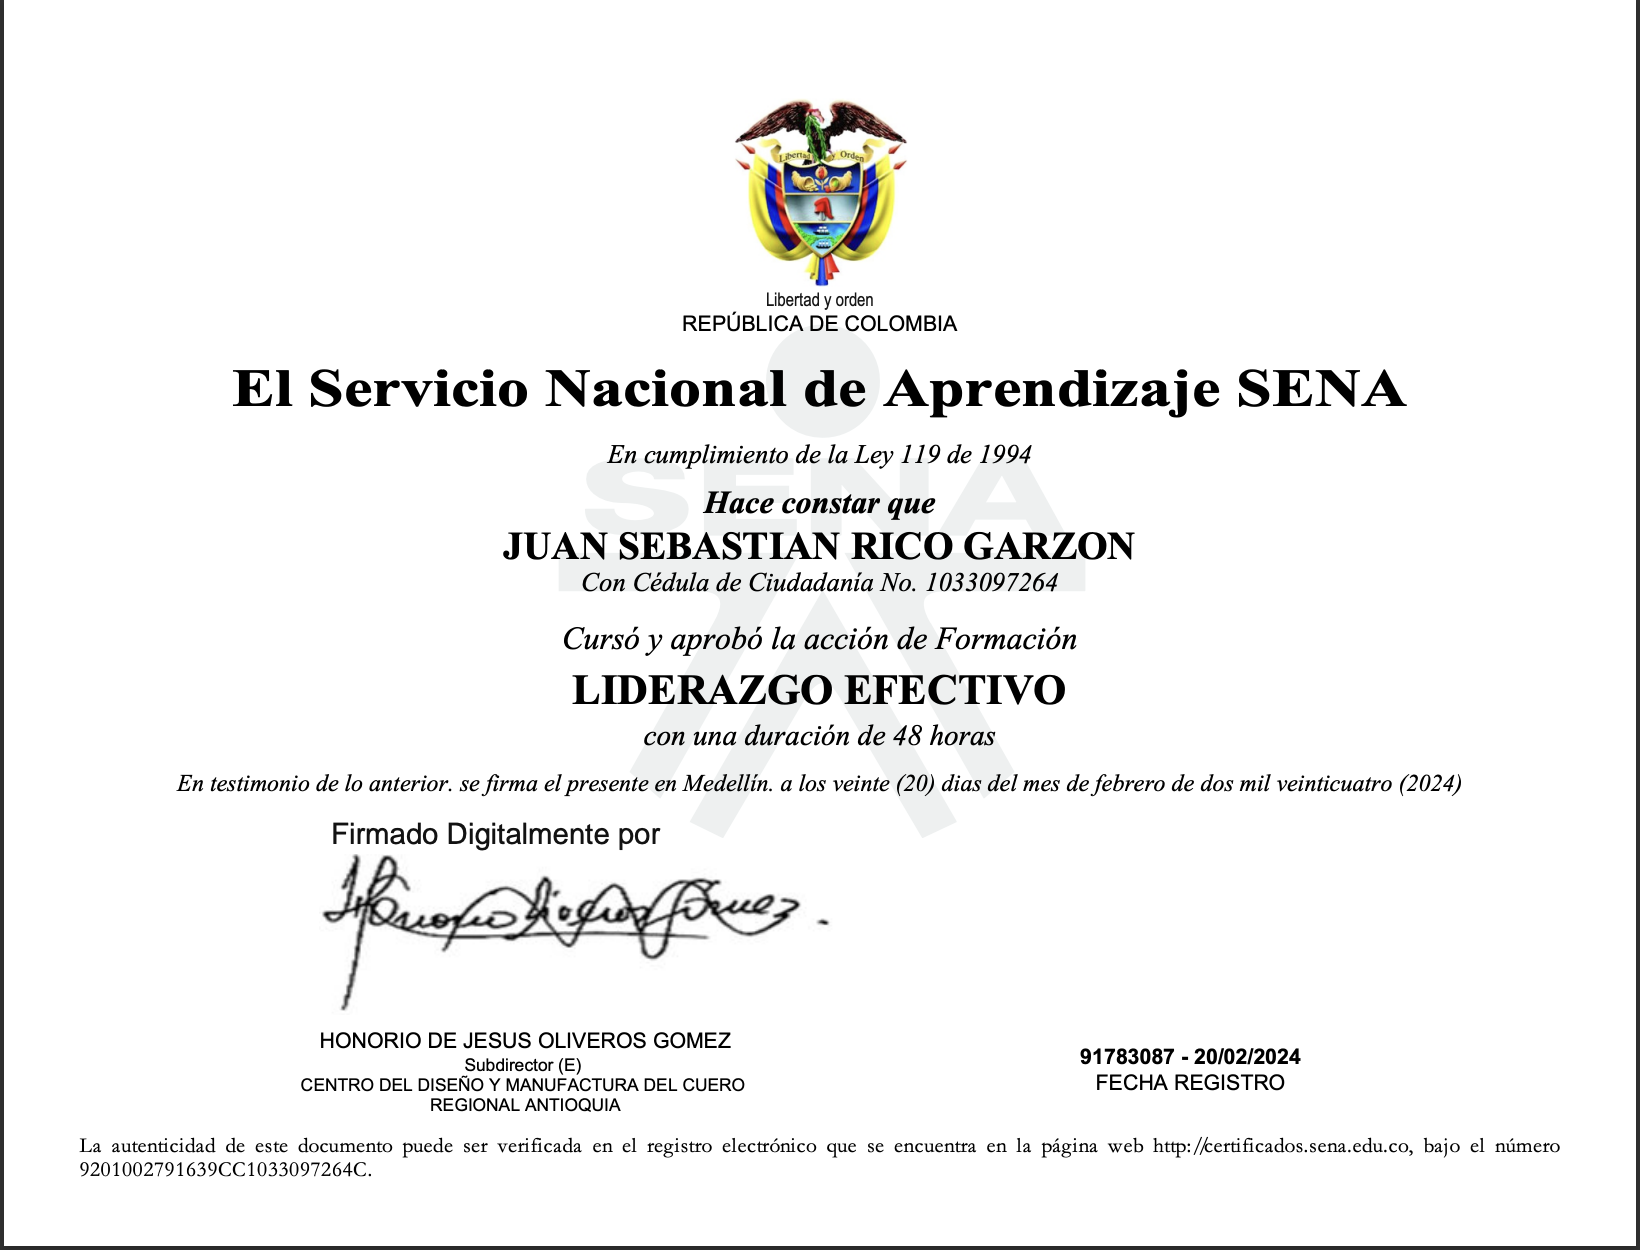 Libertad y Orden
Libertad y orden
REPÚBLICA DE COLOMBIA
El Servicio Nacional de Aprendizaje SENA
En cumplimiento de la Ley 119 de 1994
SENA
Hace constar que
JUAN SEBASTIAN RICO GARZON
Con Cédula de Ciudadanía No. 1033097264
Cursó y aprobó la acción de Formación
LIDERAZGO EFECTIVO
con una duración de 48 horas
En testimonio de lo anterior. se firma el presente en Medellín. a los veinte (20) dias del mes de febrero de dos mil veinticuatro (2024)
Firmado Digitalmente por
HONORIO DE JESUS OLIVEROS GOMEZ
Subdirector (E)
CENTRO DEL DISEÑO Y MANUFACTURA DEL CUERO
REGIONAL ANTIOQUIA
91783087 - 20/02/2024
FECHA REGISTRO
La autenticidad de este documento puede ser verificada en el registro electrónico que se encuentra en la página web http://certificados.sena.edu.co, bajo el número
9201002791639CC1033097264C.